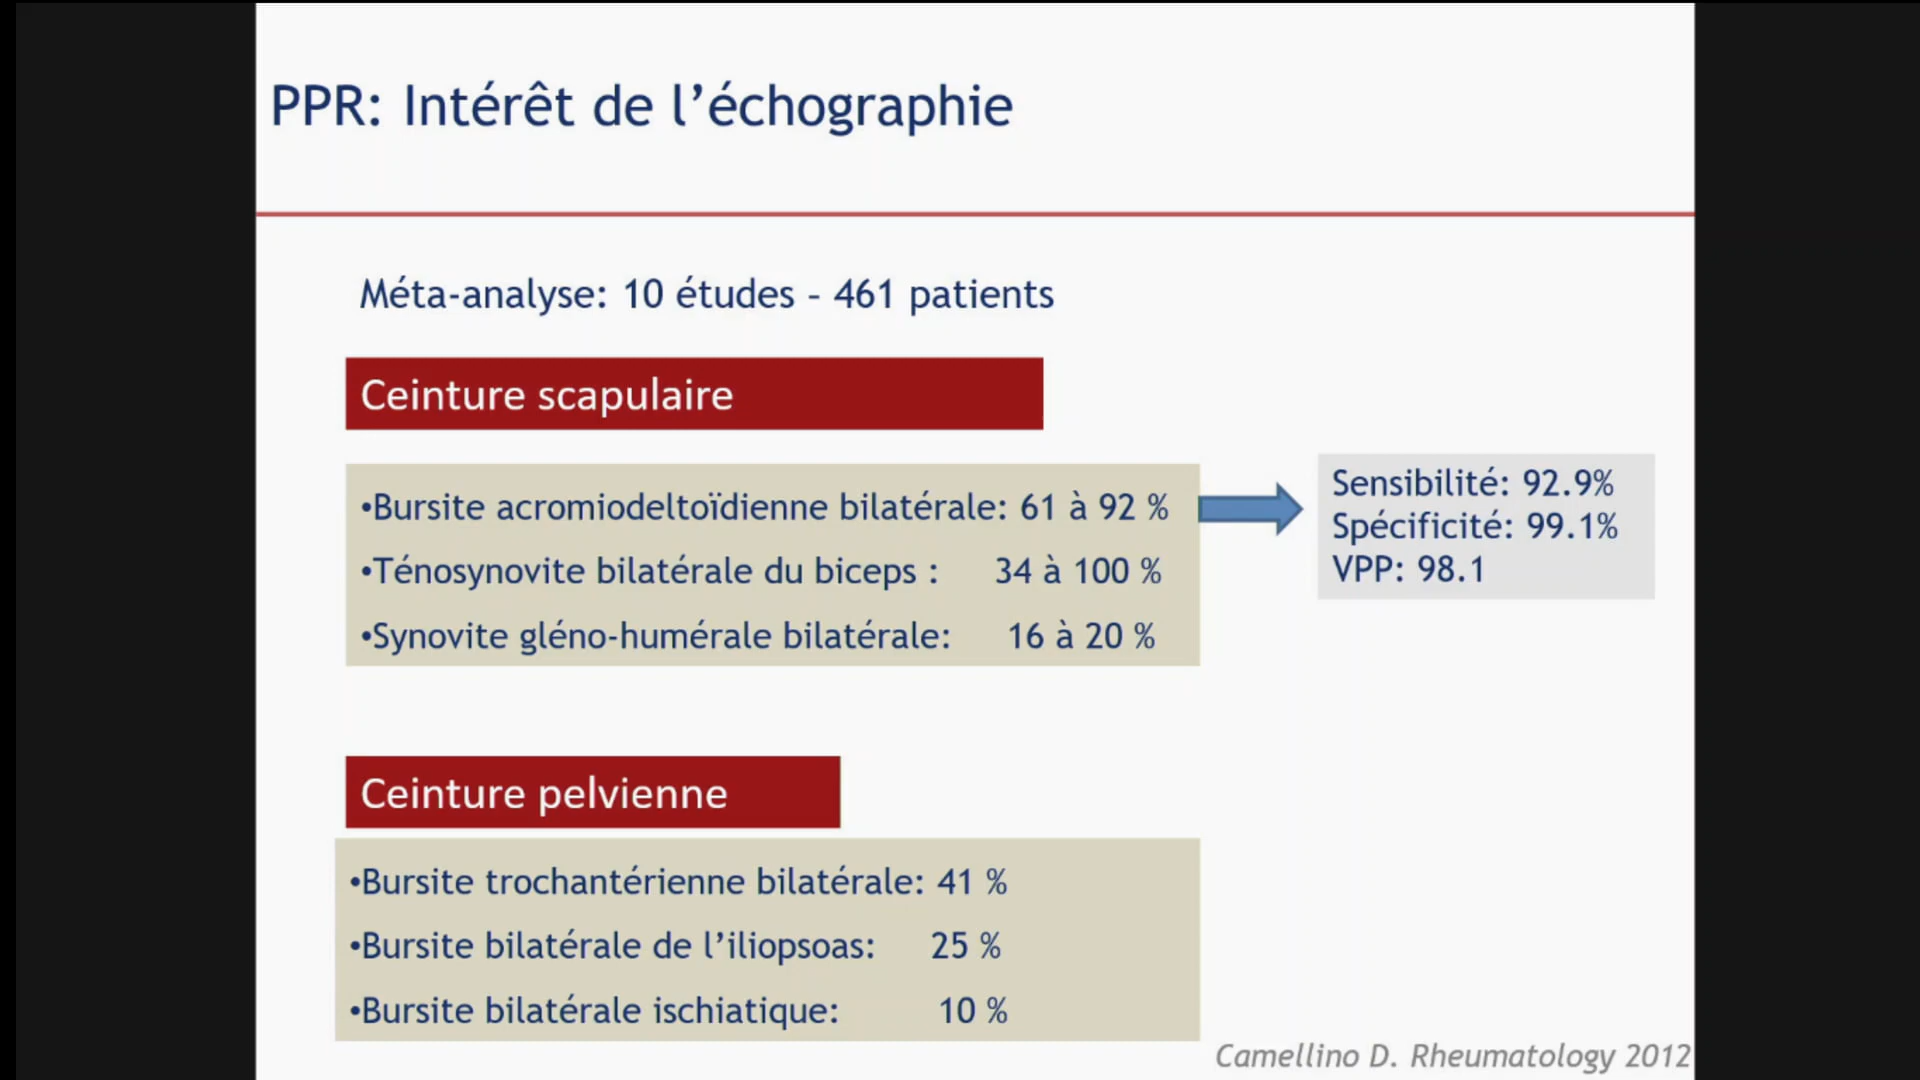 PPR: Intérêt de l’échographie
Méta-analyse: 10 études – 461 patients
Ceinture scapulaire
•Bursite acromiodeltoïdienne bilatérale: 61 à 92 %
•Ténosynovite bilatérale du biceps : 34 à 100 %
•Synovite gléno-humérale bilatérale: 16 à 20 %
Sensibilité: 92.9%
Spécificité: 99.1%
VPP: 98.1
Ceinture pelvienne
•Bursite trochantérienne bilatérale: 41 %
•Bursite bilatérale de l’iliopsoas: 25 %
•Bursite bilatérale ischiatique: 10 %
Camellino D. Rheumatology 2012